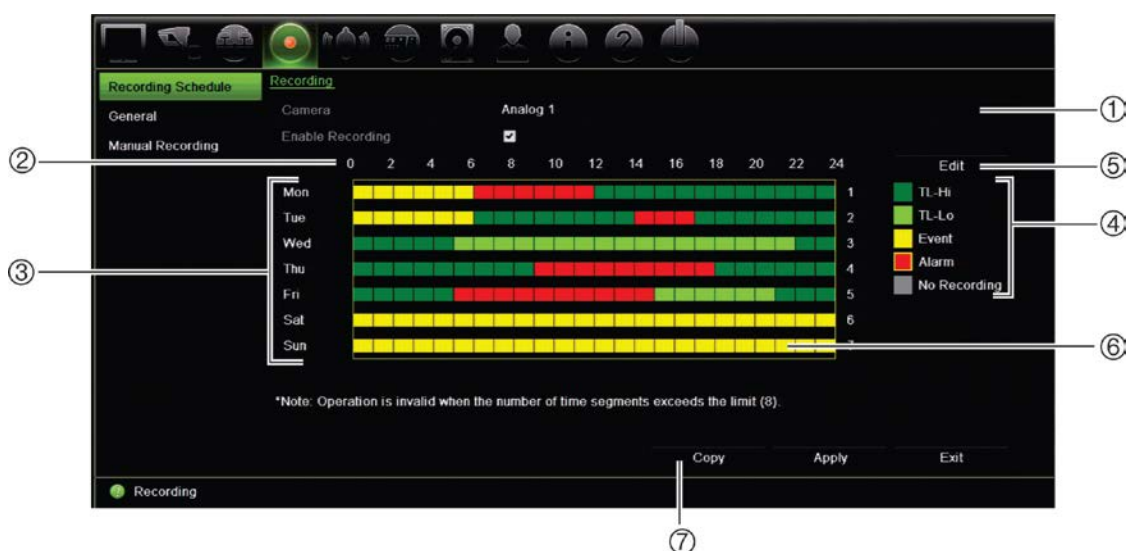 Recording Schedule
Recording
General
Camera
Analog 1
①
Manual Recording
Enable Recording
②
0 2 4 6 8 10 12 14 16 18 20 22 24
Edit
⑤
③
Mon
1
TL-Hi
④
Tue
2
TL-Lo
Wed
3
Event
Thu
4
Alarm
Fri
5
No Recording
Sat
6
Sun
⑥
*Note: Operation is invalid when the number of time segments exceeds the limit (8).
Copy
Apply
Exit
Recording
⑦